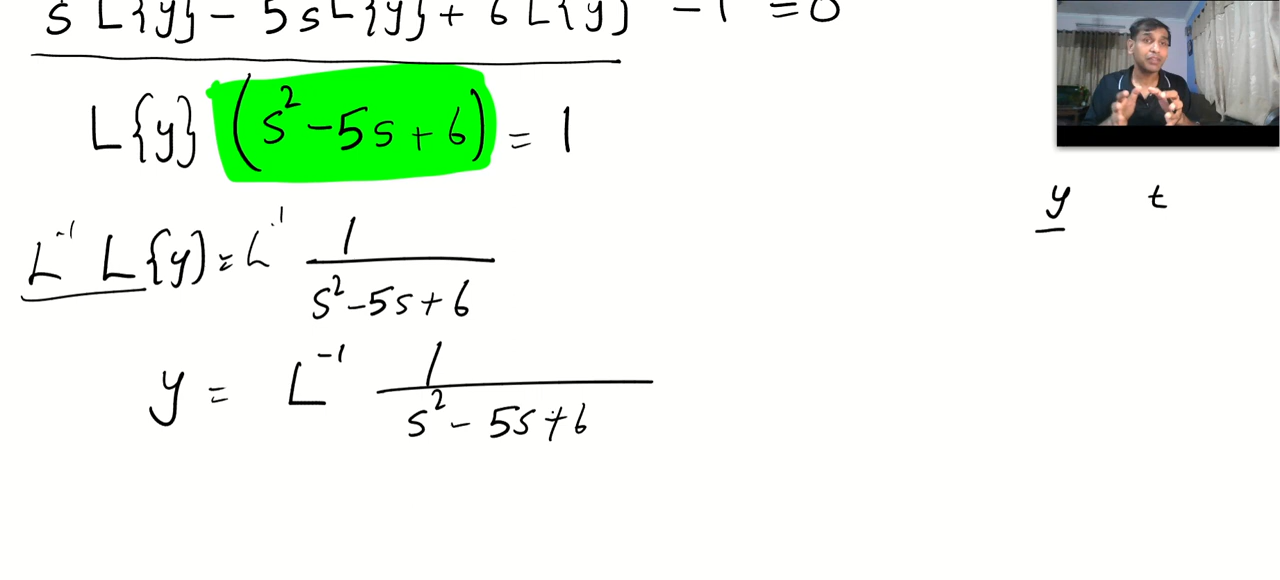 s² L{y} - 5s L{y} + 6 L{y} - 1 = 0
L{y} (s² - 5s + 6) = 1
y t
L⁻¹ L{y} = L⁻¹ 1 / s² - 5s + 6
y = L⁻¹ 1 / s² - 5s + 6